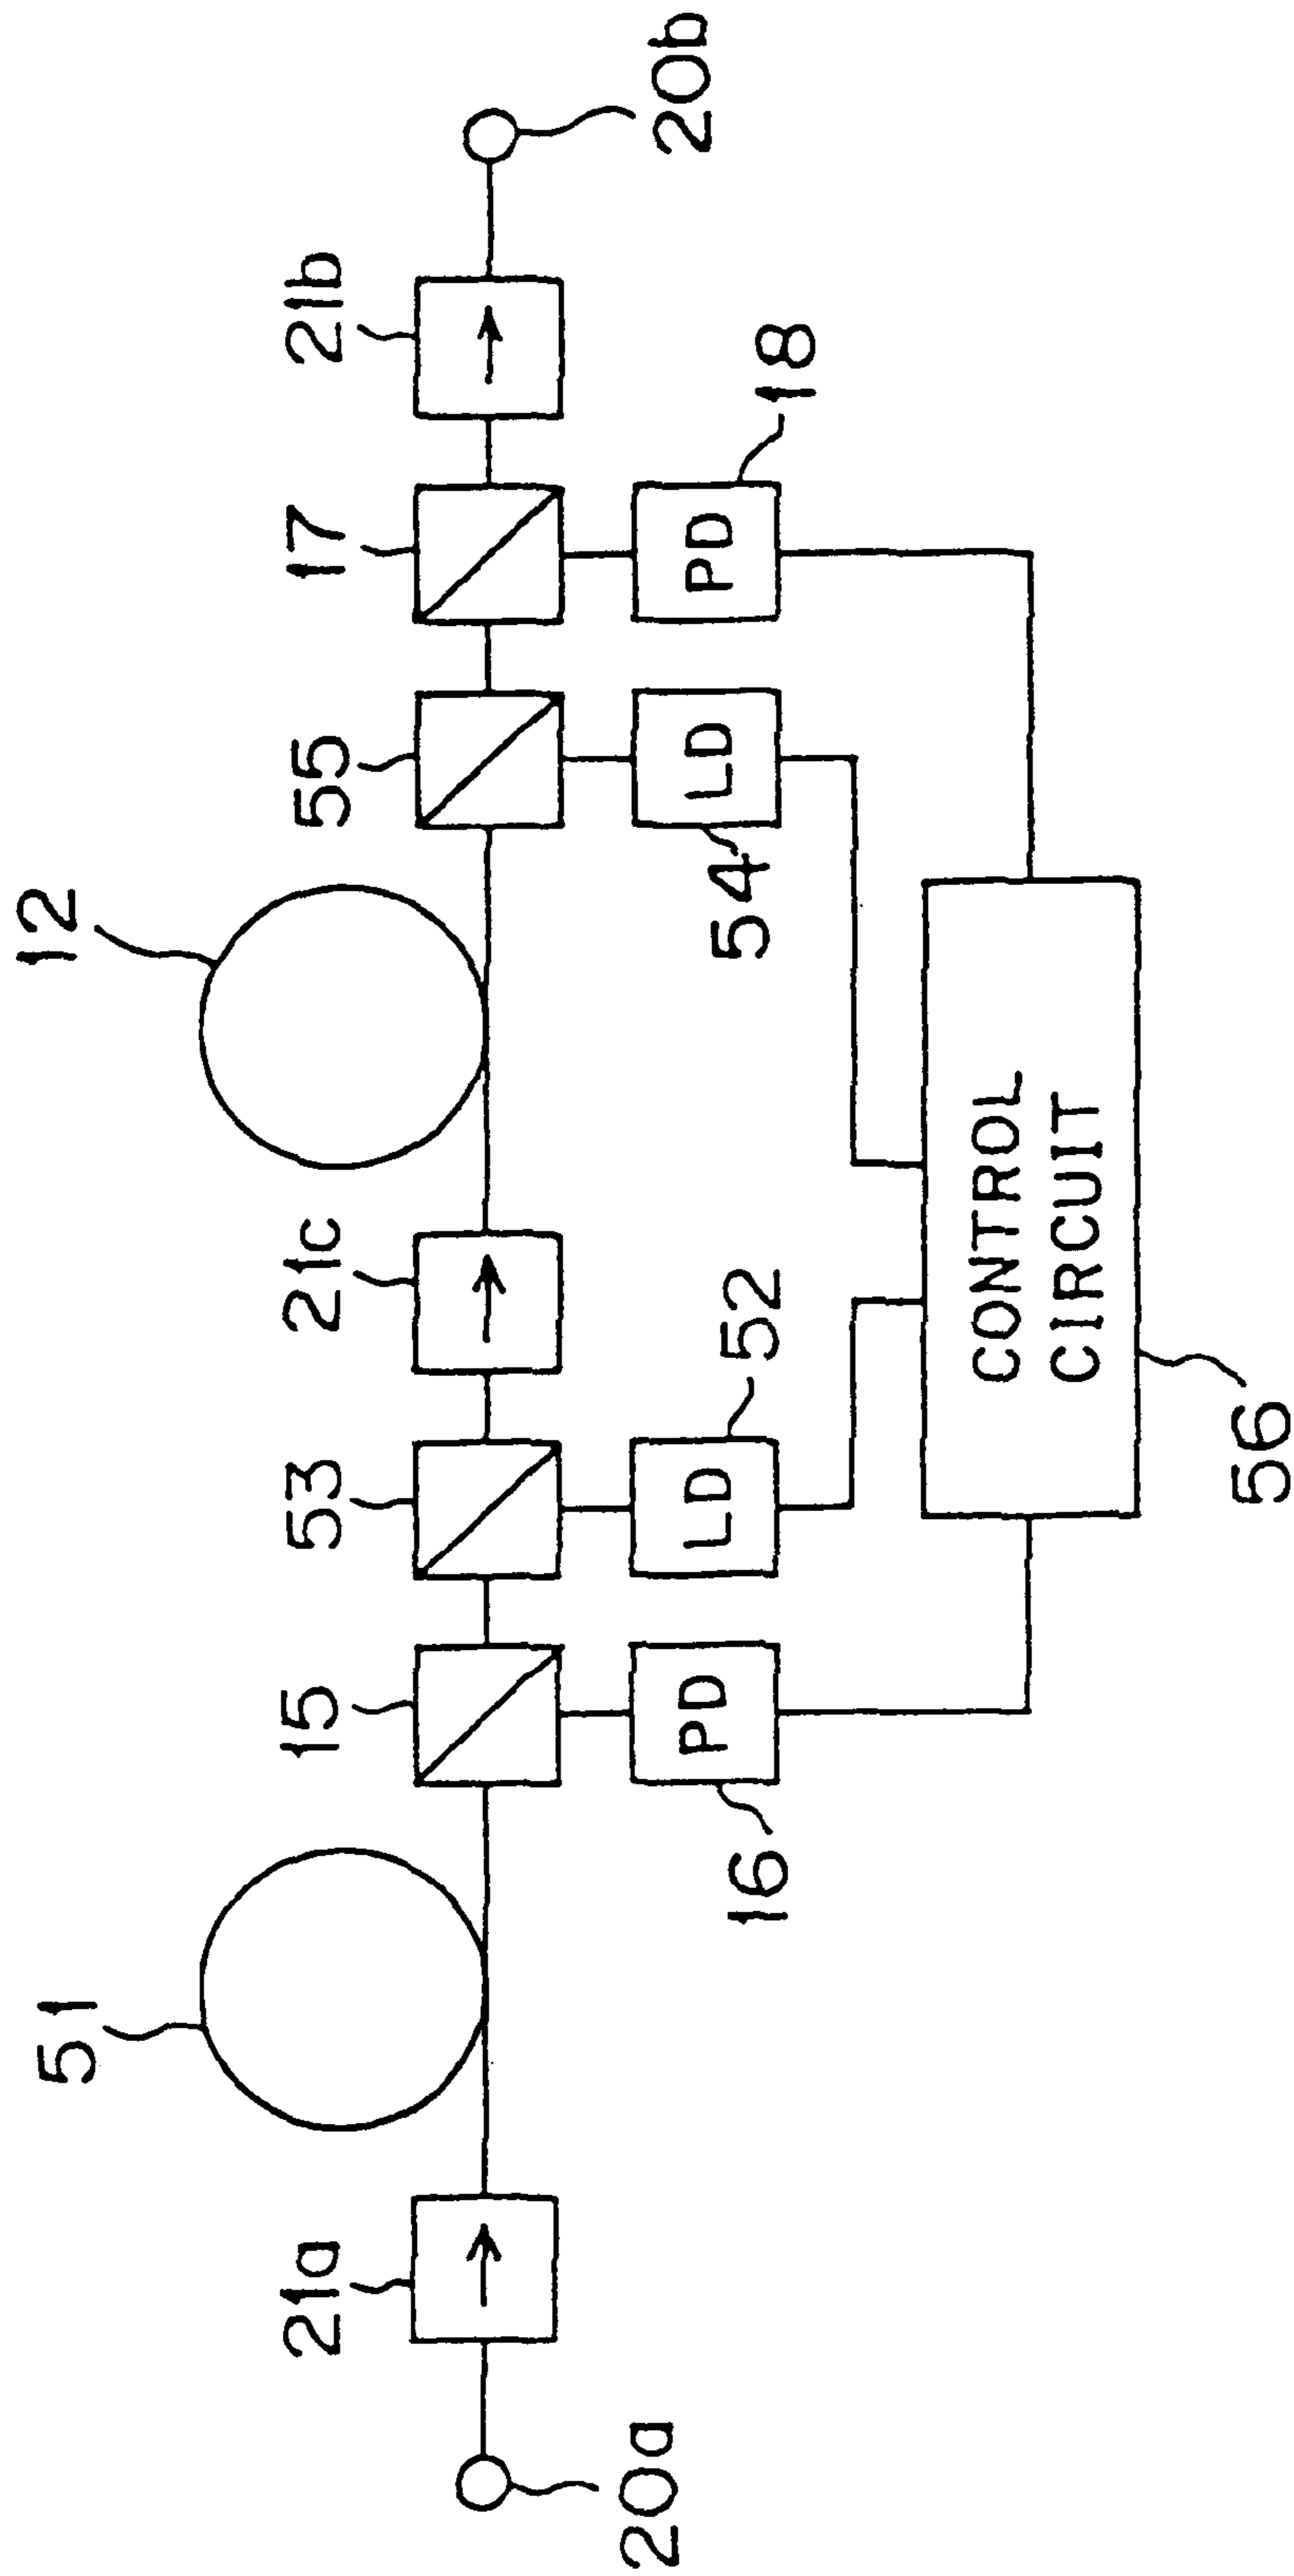 51
12
21a
15
53
21c
55
17
21b
20a
20b
16
PD
LD
52
54
LD
PD
18
CONTROL
CIRCUIT
56